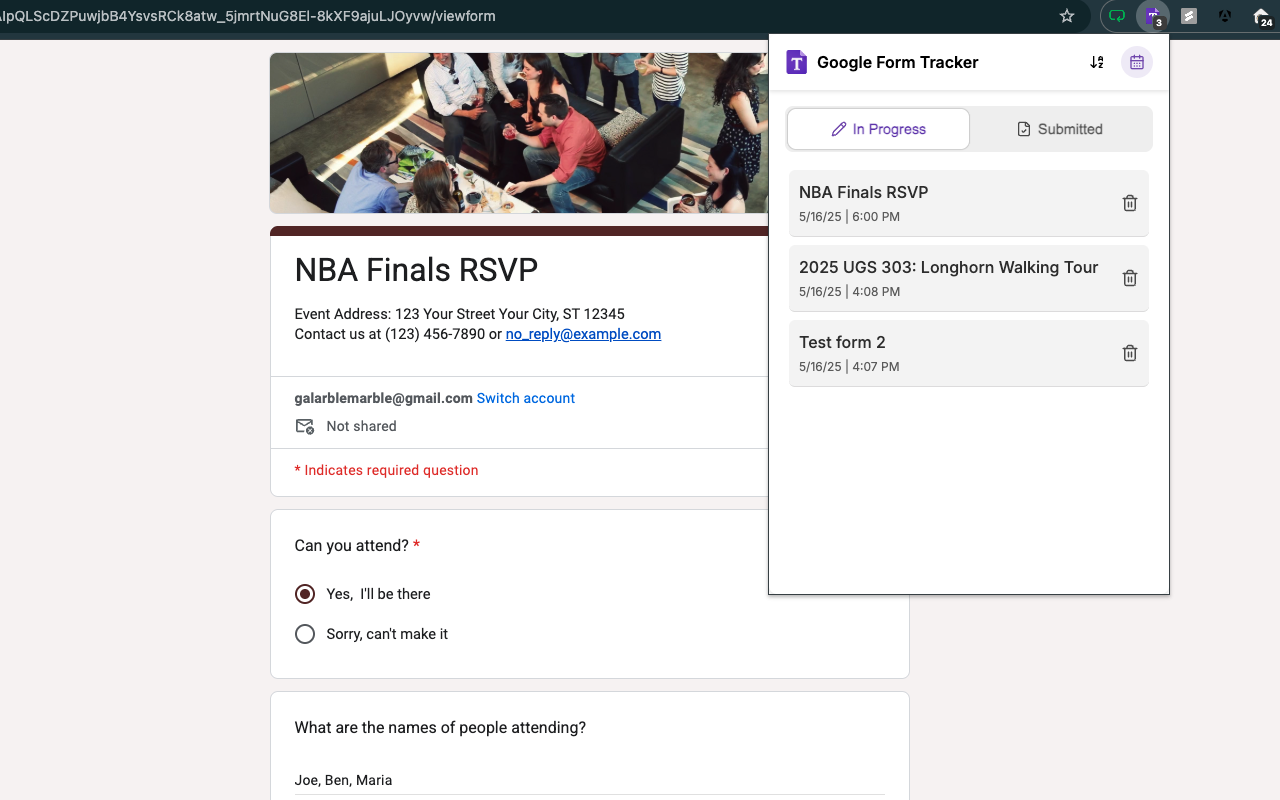 IpQLScDZPuwjbB4YsvsRCk8atw_5jmrtNuG8EI-8kXF9ajuLJOyvw/viewform
3
24
Google Form Tracker
In Progress
Submitted
NBA Finals RSVP
5/16/25 | 6:00 PM
2025 UGS 303: Longhorn Walking Tour
5/16/25 | 4:08 PM
Test form 2
5/16/25 | 4:07 PM
NBA Finals RSVP
Event Address: 123 Your Street Your City, ST 12345
Contact us at (123) 456-7890 or no_reply@example.com
galarblemarble@gmail.com Switch account
Not shared
* Indicates required question
Can you attend? *
Yes,  I'll be there
Sorry, can't make it
What are the names of people attending?
Joe, Ben, Maria